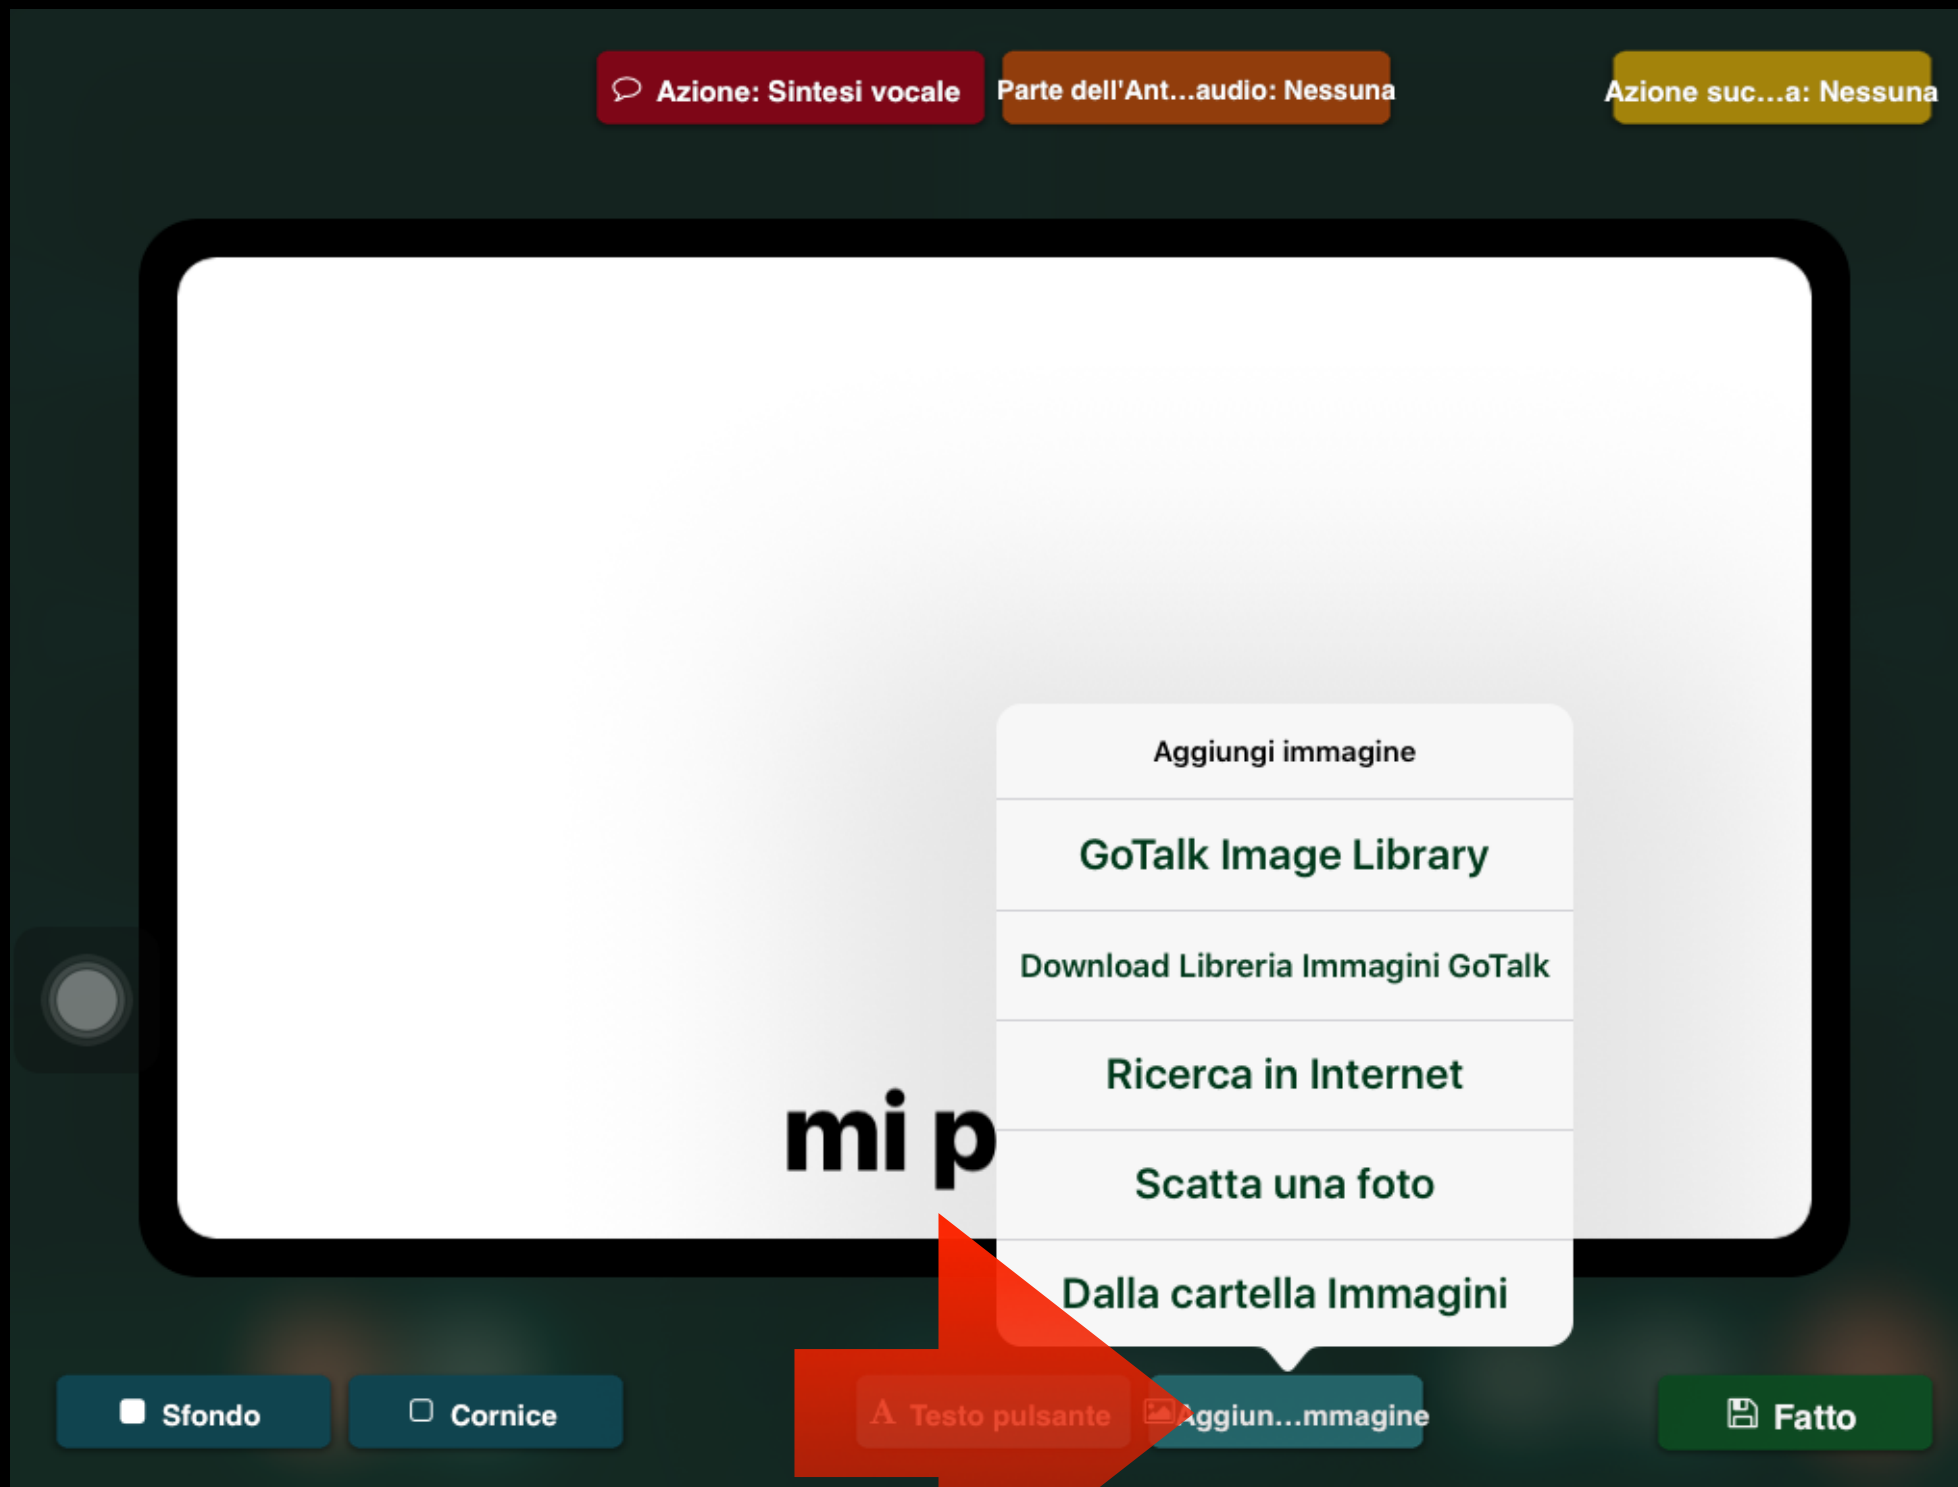 Azione: Sintesi vocale
Parte dell'Ant...audio: Nessuna
Azione suc...a: Nessuna
Aggiungi immagine
GoTalk Image Library
Download Libreria Immagini GoTalk
Ricerca in Internet
mi p
Scatta una foto
Dalla cartella Immagini
Sfondo
Cornice
A Testo pulsante
Aggiun...mmagine
Fatto